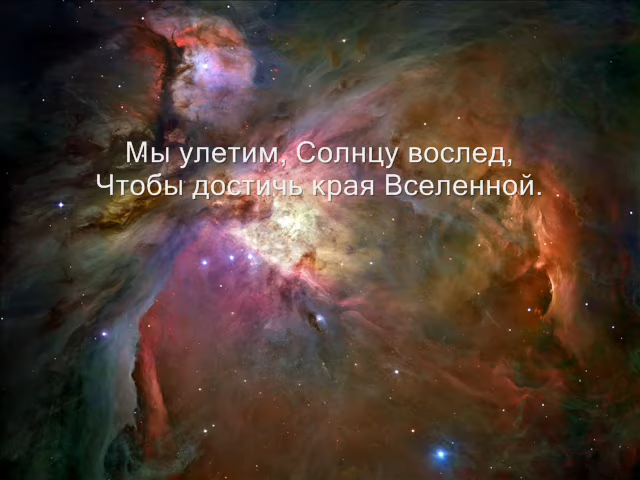 Мы улетим, Солнцу вослед,
Чтобы достичь края Вселенной.